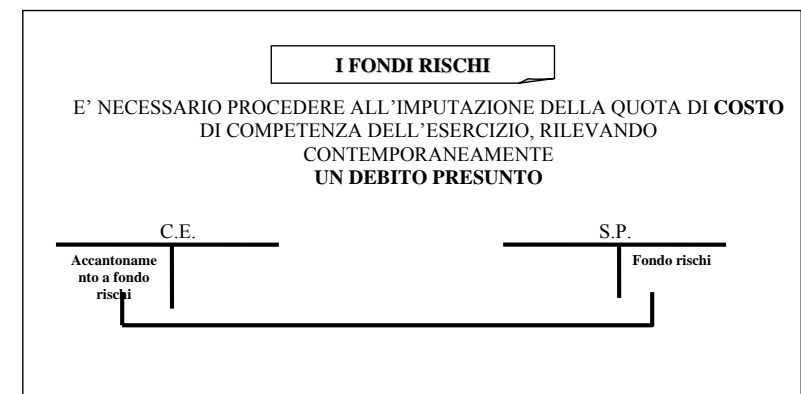 I FONDI RISCHI
E’ NECESSARIO PROCEDERE ALL’IMPUTAZIONE DELLA QUOTA DI COSTO
DI COMPETENZA DELL’ESERCIZIO, RILEVANDO
CONTEMPORANEAMENTE
UN DEBITO PRESUNTO
C.E.
Accantoname
nto a fondo
rischi
S.P.
Fondo rischi